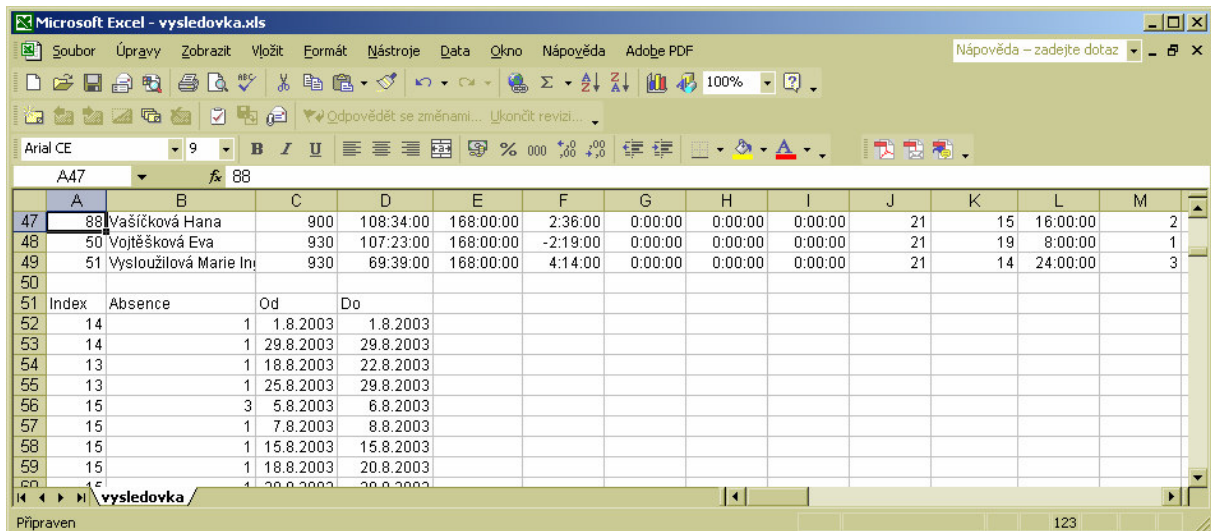 Microsoft Excel - vysledovka.xls
Soubor Úpravy Zobrazit Vložit Formát Nástroje Data Okno Nápověda Adobe PDF Nápověda – zadejte dotaz
100%
Odpovědět se změnami... Ukončit revizi...
Arial CE 9 B I U % 000
A47 fx 88
A B C D E F G H I J K L M
47 88 Vašíčková Hana 900 108:34:00 168:00:00 2:36:00 0:00:00 0:00:00 0:00:00 21 15 16:00:00 2
48 50 Vojtěšková Eva 930 107:23:00 168:00:00 -2:19:00 0:00:00 0:00:00 0:00:00 21 19 8:00:00 1
49 51 Vysloužilová Marie Ing 930 69:39:00 168:00:00 4:14:00 0:00:00 0:00:00 0:00:00 21 14 24:00:00 3
50
51 Index Absence Od Do
52 14 1 1.8.2003 1.8.2003
53 14 1 29.8.2003 29.8.2003
54 13 1 18.8.2003 22.8.2003
55 13 1 25.8.2003 29.8.2003
56 15 3 5.8.2003 6.8.2003
57 15 1 7.8.2003 8.8.2003
58 15 1 15.8.2003 15.8.2003
59 15 1 18.8.2003 20.8.2003
vysledovka
Připraven 123